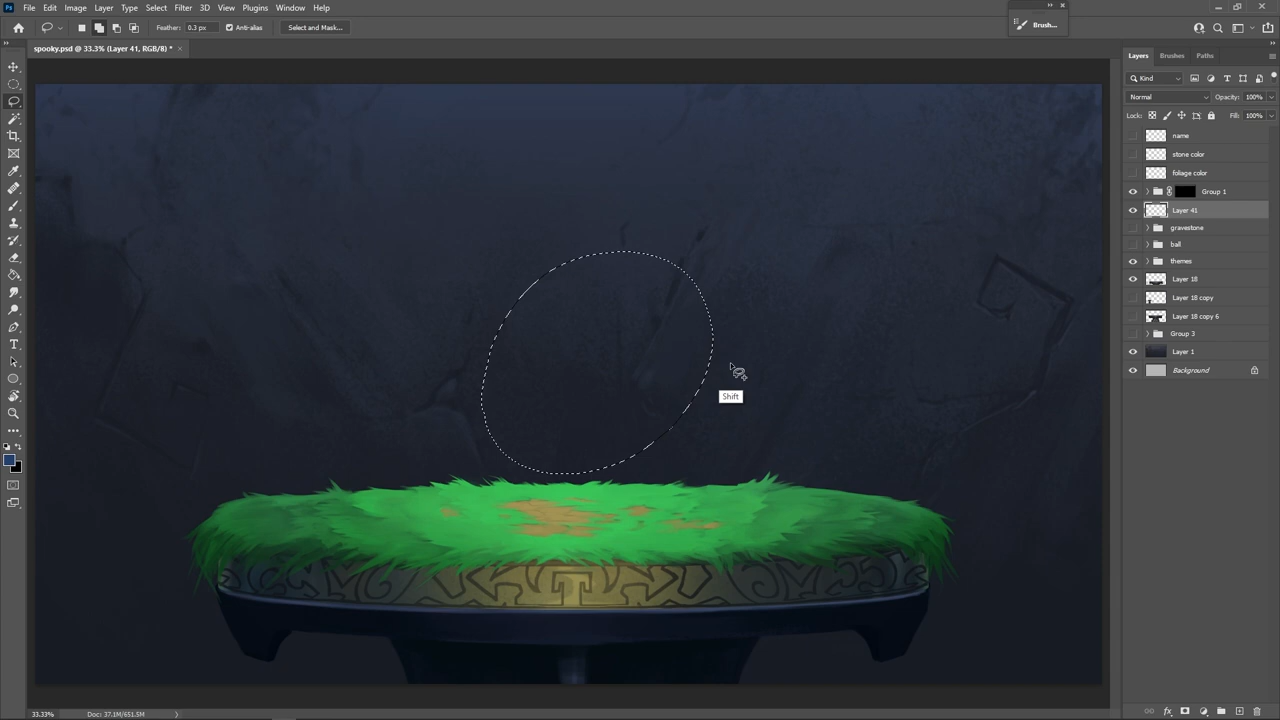 Ps File Edit Image Layer Type Select Filter 3D View Plugins Window Help
Feather: 0.3 px Anti-alias Select and Mask...
Brush...
spooky.psd @ 33.3% (Layer 41, RGB/8) *
Layers Brushes Paths
Kind
Normal Opacity: 100%
Lock: Fill: 100%
name
stone color
foliage color
Group 1
Layer 41
gravestone
ball
themes
Layer 18
Layer 18 copy
Layer 18 copy 6
Group 3
Layer 1
Background
Shift
33.33% Doc: 37.1M/651.5M